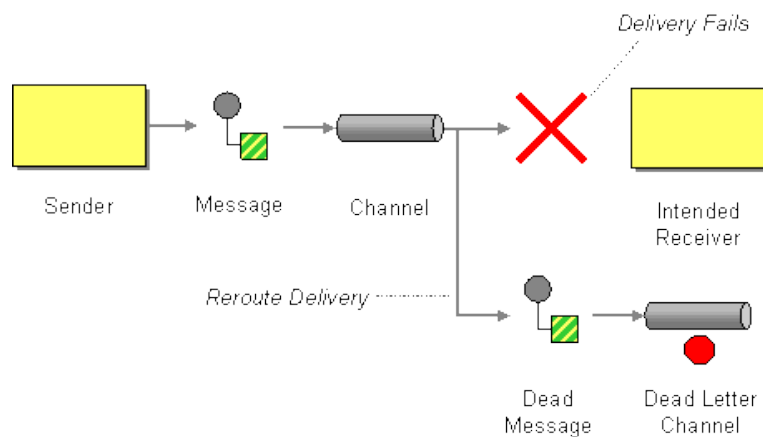 Delivery Fails
Sender
Message
Channel
Intended
Receiver
Reroute Delivery
Dead
Message
Dead Letter
Channel